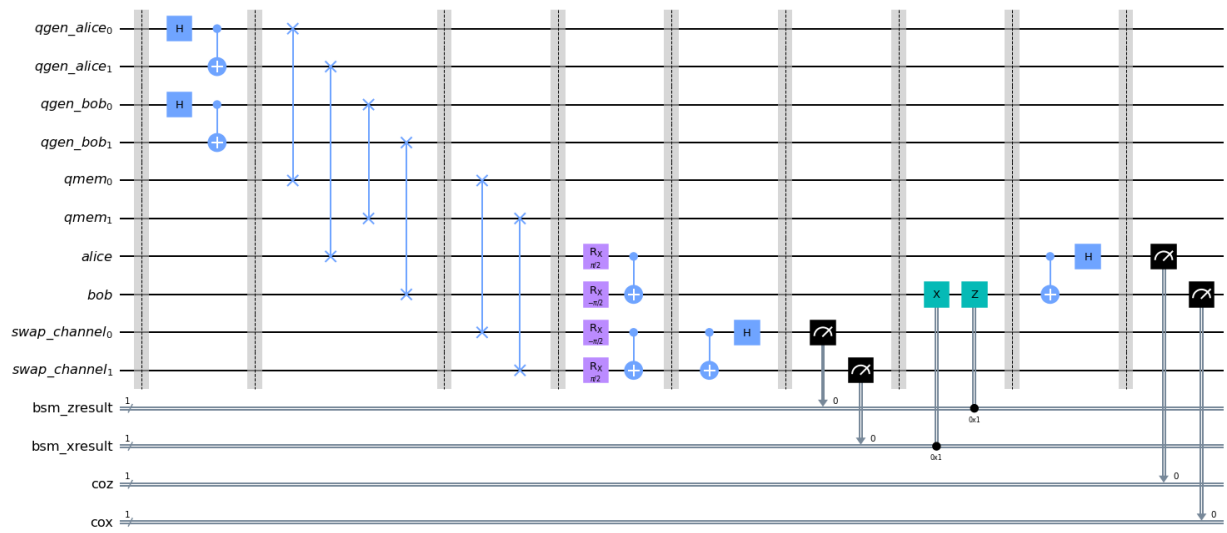 qgen_alice0 H
qgen_alice1
qgen_bob0 H
qgen_bob1
qmem0
qmem1
alice RX π/2 H
bob RX −π/2 X Z
swap_channel0 RX −π/2 H
swap_channel1 RX π/2
bsm_zresult 1 0 0x1
bsm_xresult 1 0 0x1
coz 1 0
cox 1 0